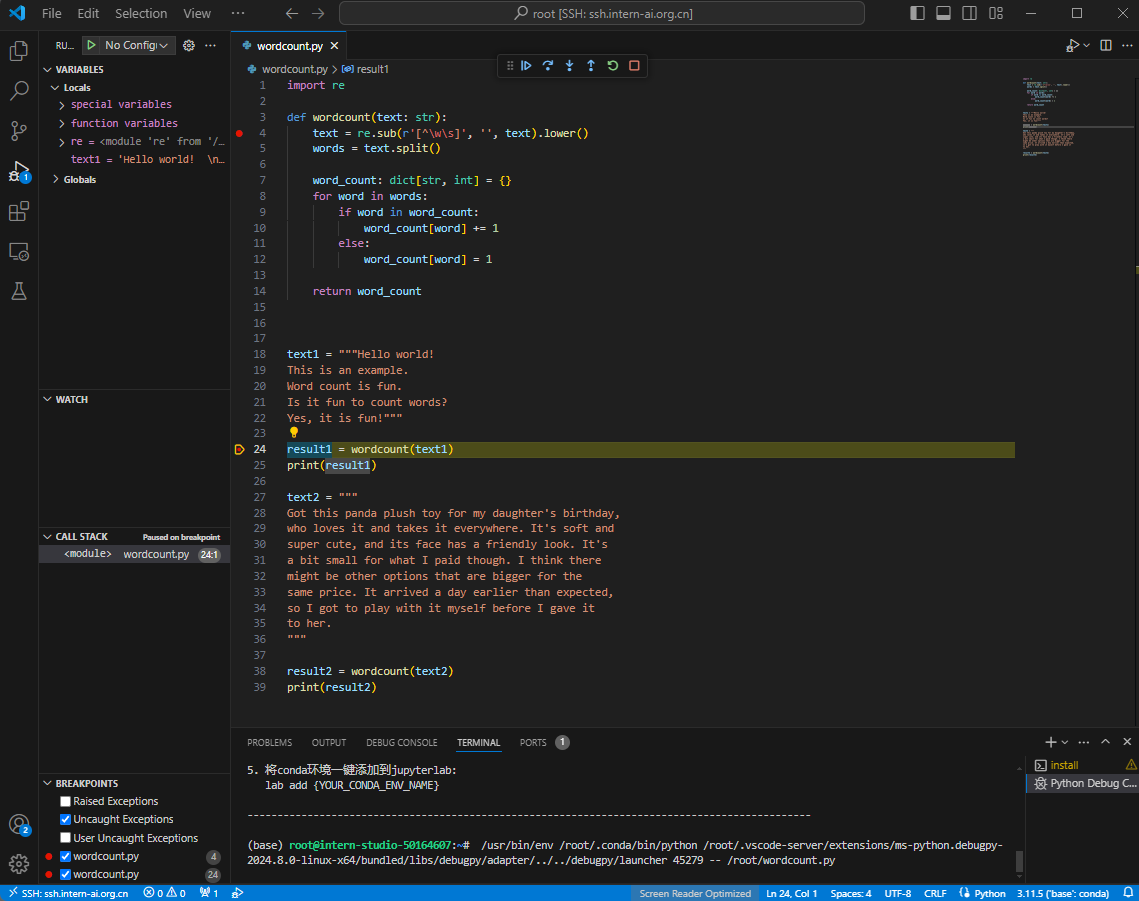 File Edit Selection View ··· root [SSH: ssh.intern-ai.org.cn]
RU... No Config
wordcount.py
VARIABLES
Locals
special variables
function variables
re = <module 're' from '/...
text1 = 'Hello world!  \n...
Globals
WATCH
CALL STACK Paused on breakpoint
<module> wordcount.py 24:1
BREAKPOINTS
Raised Exceptions
Uncaught Exceptions
User Uncaught Exceptions
wordcount.py 4
wordcount.py 24
1
2
wordcount.py > result1
1 import re
2
3 def wordcount(text: str):
4     text = re.sub(r'[^\w\s]', '', text).lower()
5     words = text.split()
6
7     word_count: dict[str, int] = {}
8     for word in words:
9         if word in word_count:
10             word_count[word] += 1
11         else:
12             word_count[word] = 1
13
14     return word_count
15
16
17
18 text1 = """Hello world!
19 This is an example.
20 Word count is fun.
21 Is it fun to count words?
22 Yes, it is fun!"""
23
24 result1 = wordcount(text1)
25 print(result1)
26
27 text2 = """
28 Got this panda plush toy for my daughter's birthday,
29 who loves it and takes it everywhere. It's soft and
30 super cute, and its face has a friendly look. It's
31 a bit small for what I paid though. I think there
32 might be other options that are bigger for the
33 same price. It arrived a day earlier than expected,
34 so I got to play with it myself before I gave it
35 to her.
36 """
37
38 result2 = wordcount(text2)
39 print(result2)
PROBLEMS OUTPUT DEBUG CONSOLE TERMINAL PORTS 1
5. 将conda环境一键添加到jupyterlab:
lab add {YOUR_CONDA_ENV_NAME}
----------------------------------------------------------------------------------------------
(base) root@intern-studio-50164607:~#  /usr/bin/env /root/.conda/bin/python /root/.vscode-server/extensions/ms-python.debugpy-
2024.8.0-linux-x64/bundled/libs/debugpy/adapter/../../debugpy/launcher 45279 -- /root/wordcount.py
install
Python Debug C...
SSH: ssh.intern-ai.org.cn 0 0 1 Screen Reader Optimized Ln 24, Col 1 Spaces: 4 UTF-8 CRLF Python 3.11.5 ('base': conda)